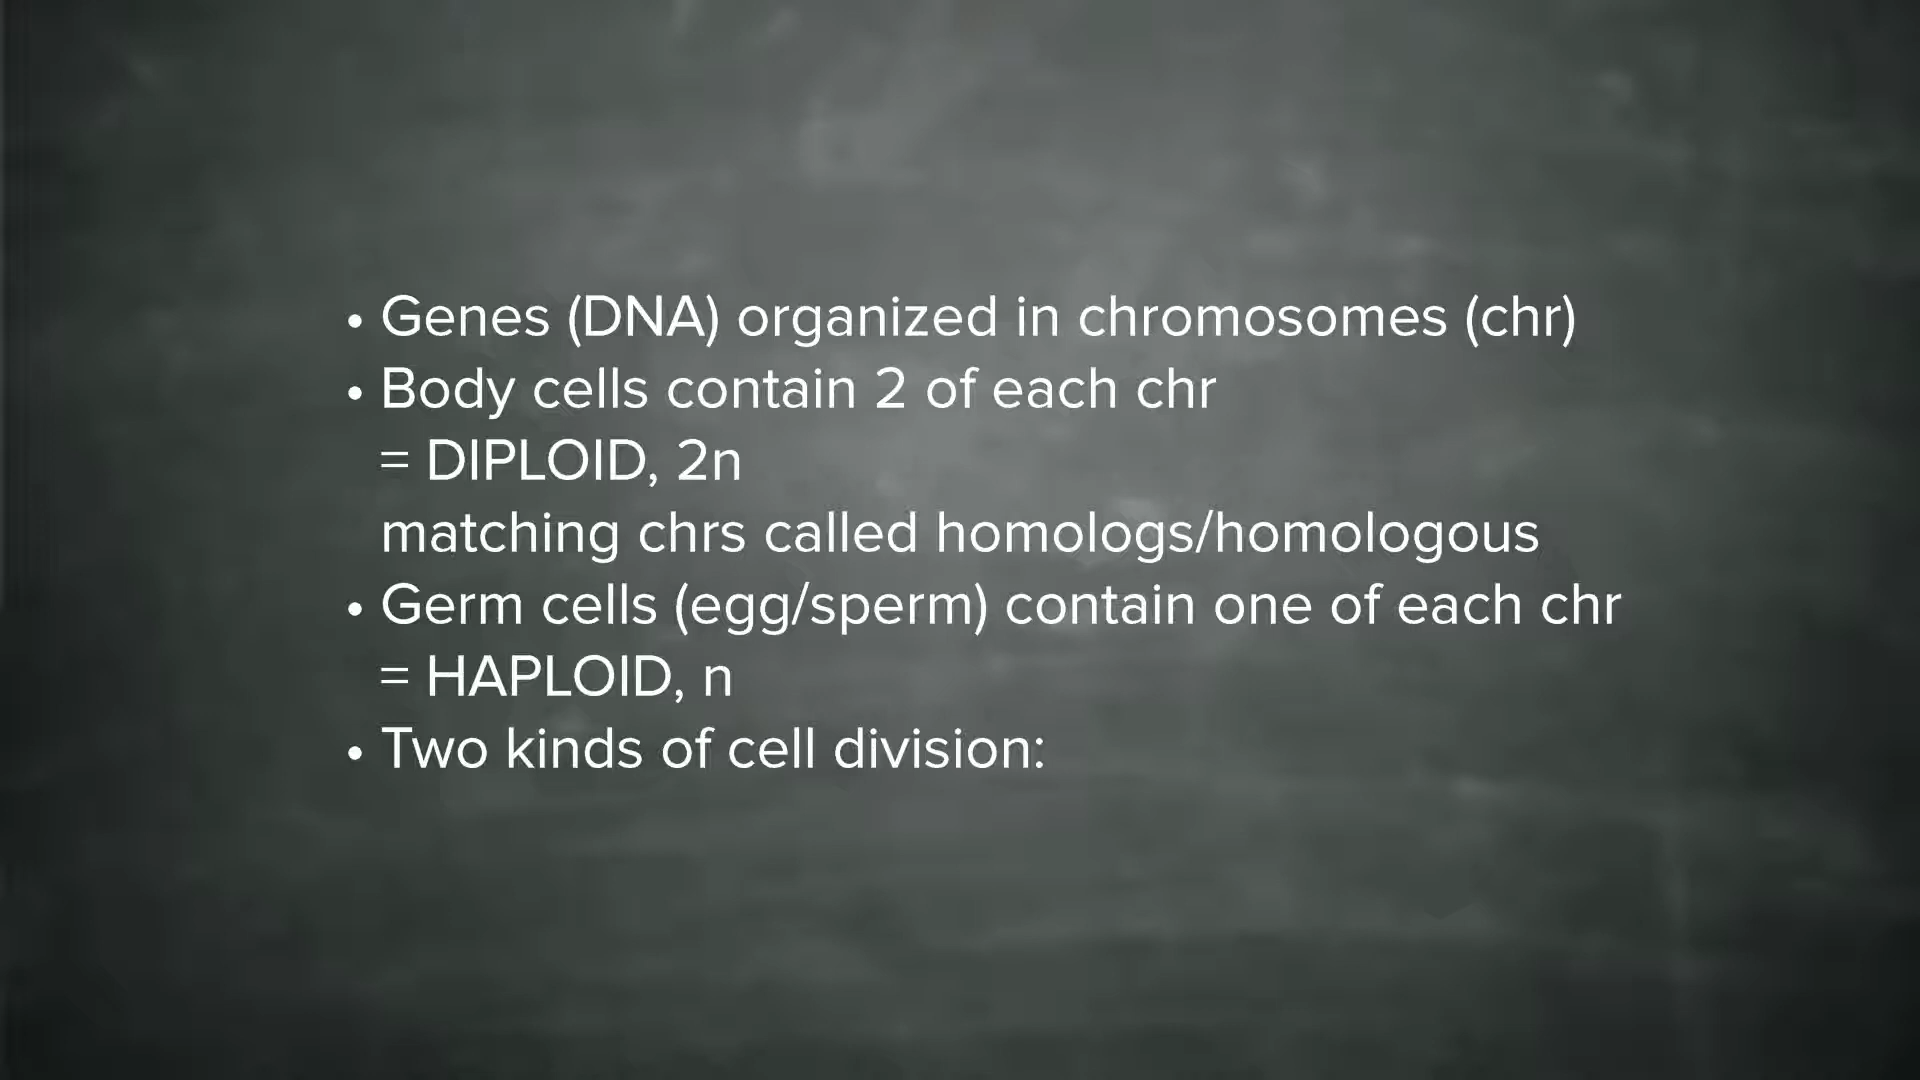 • Genes (DNA) organized in chromosomes (chr)
• Body cells contain 2 of each chr
= DIPLOID, 2n
matching chrs called homologs/homologous
• Germ cells (egg/sperm) contain one of each chr
= HAPLOID, n
• Two kinds of cell division: